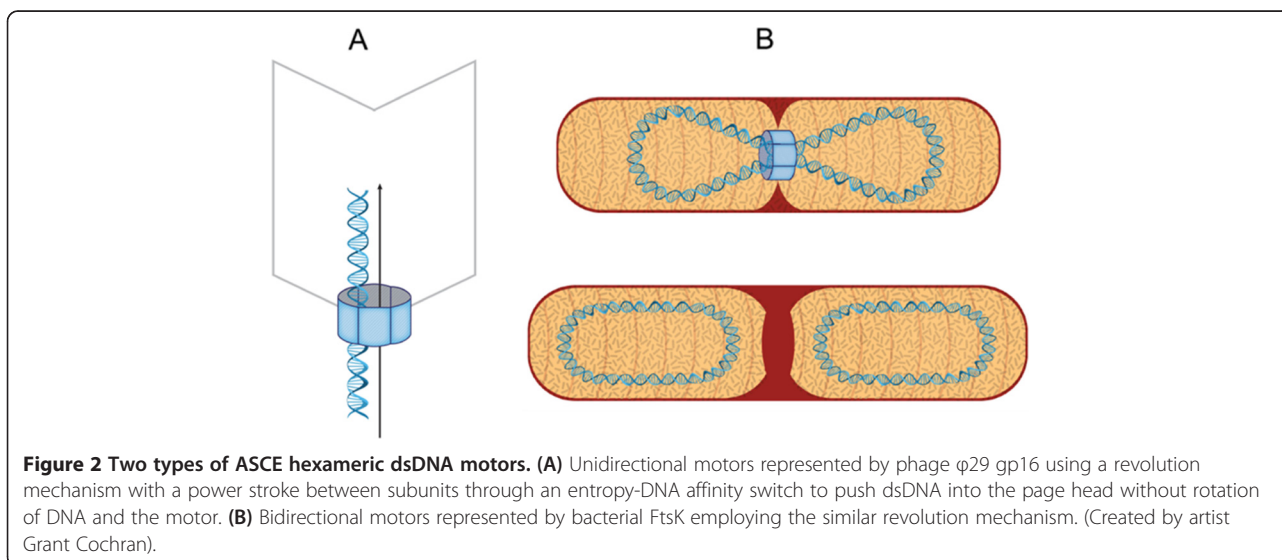 A
B
Figure 2 Two types of ASCE hexameric dsDNA motors. (A) Unidirectional motors represented by phage φ29 gp16 using a revolution
mechanism with a power stroke between subunits through an entropy-DNA affinity switch to push dsDNA into the page head without rotation
of DNA and the motor. (B) Bidirectional motors represented by bacterial FtsK employing the similar revolution mechanism. (Created by artist
Grant Cochran).